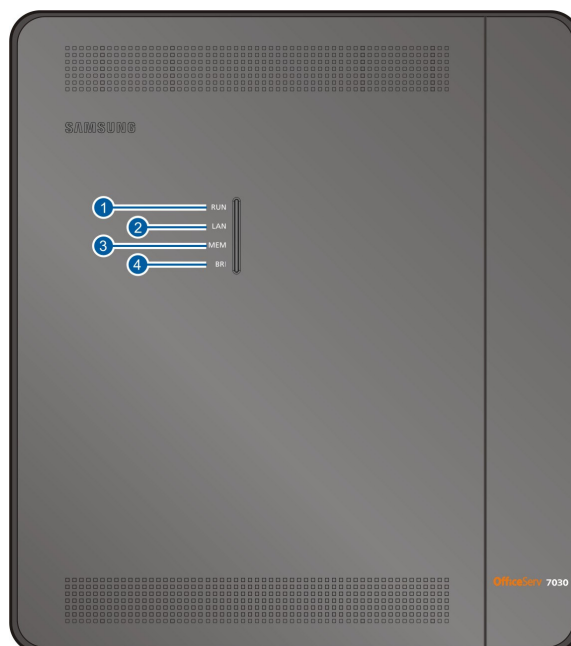 SAMSUNG
1 RUN
2 LAN
3 MEM
4 BRI
OfficeServ 7030